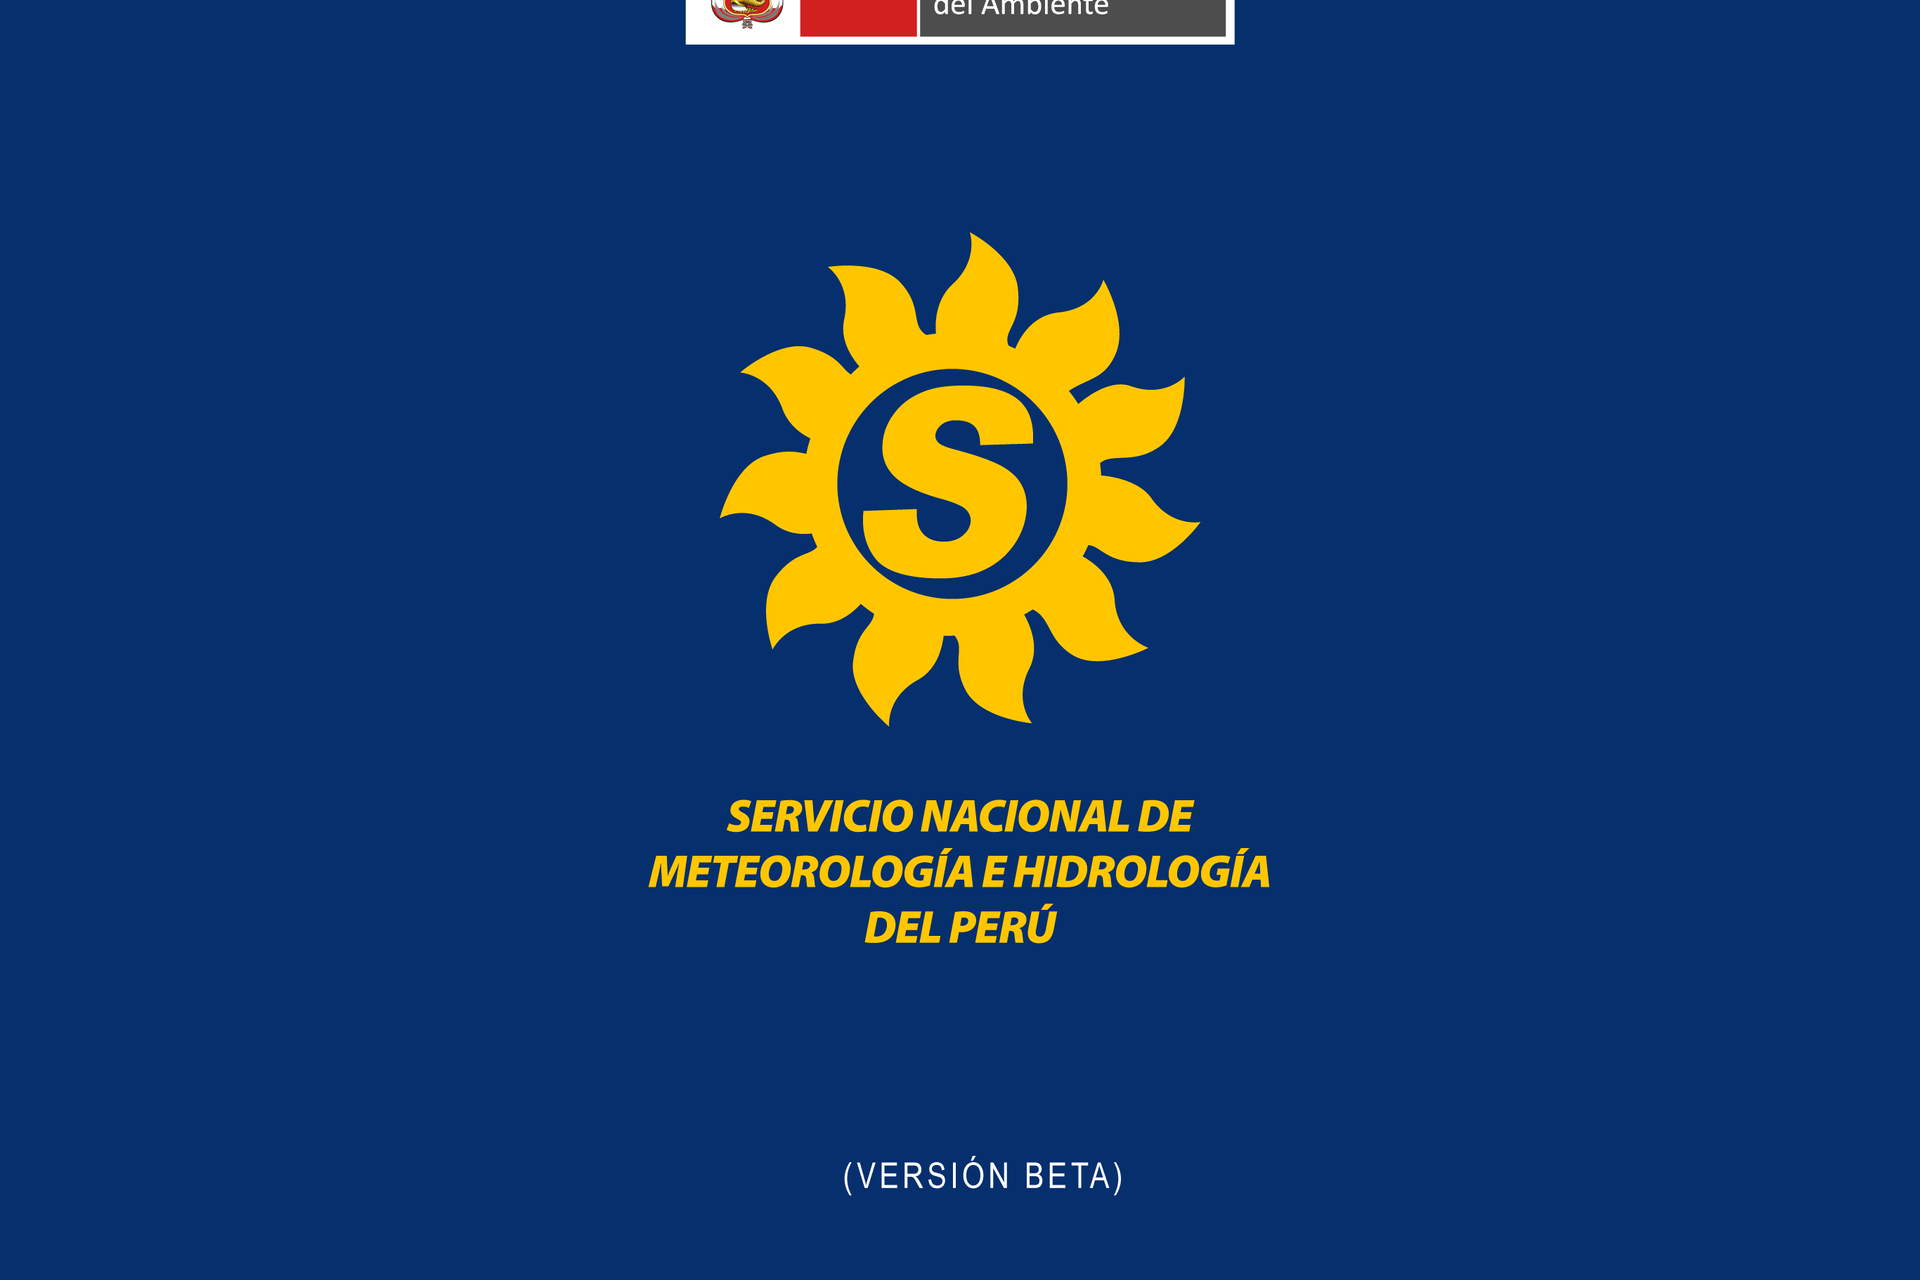 del Ambiente
S
SERVICIO NACIONAL DE
METEOROLOGÍA E HIDROLOGÍA
DEL PERÚ
(VERSIÓN BETA)